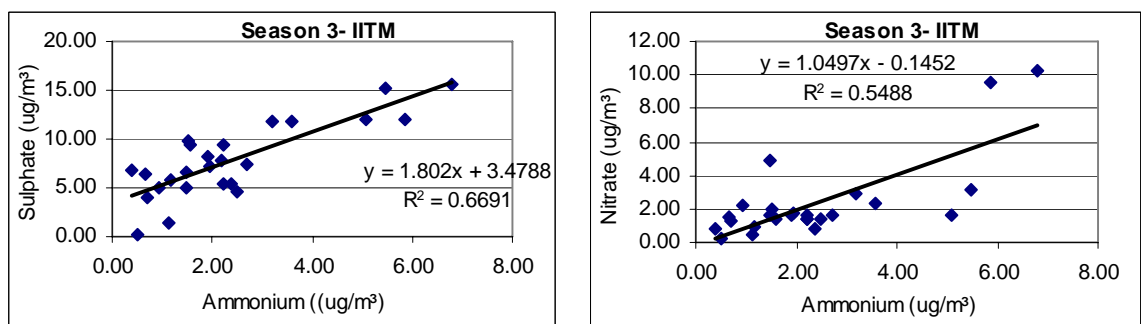 Season 3- IITM
20.00
15.00
10.00
5.00
0.00
Sulphate (ug/m³)
y = 1.802x + 3.4788
R² = 0.6691
0.00 2.00 4.00 6.00 8.00
Ammonium ((ug/m³)
Season 3- IITM
12.00
10.00
8.00
6.00
4.00
2.00
0.00
Nitrate (ug/m³)
y = 1.0497x - 0.1452
R² = 0.5488
0.00 2.00 4.00 6.00 8.00
Ammonium (ug/m³)